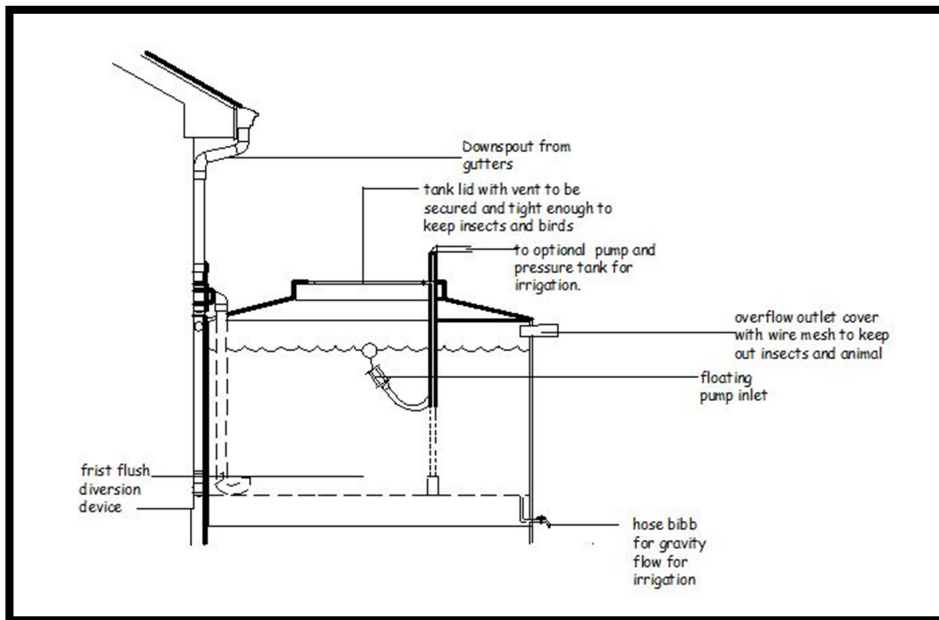 Downspout from
gutters
tank lid with vent to be
secured and tight enough to
keep insects and birds
to optional pump and
pressure tank for
irrigation.
overflow outlet cover
with wire mesh to keep
out insects and animal
floating
pump inlet
frist flush
diversion
device
hose bibb
for gravity
flow for
irrigation